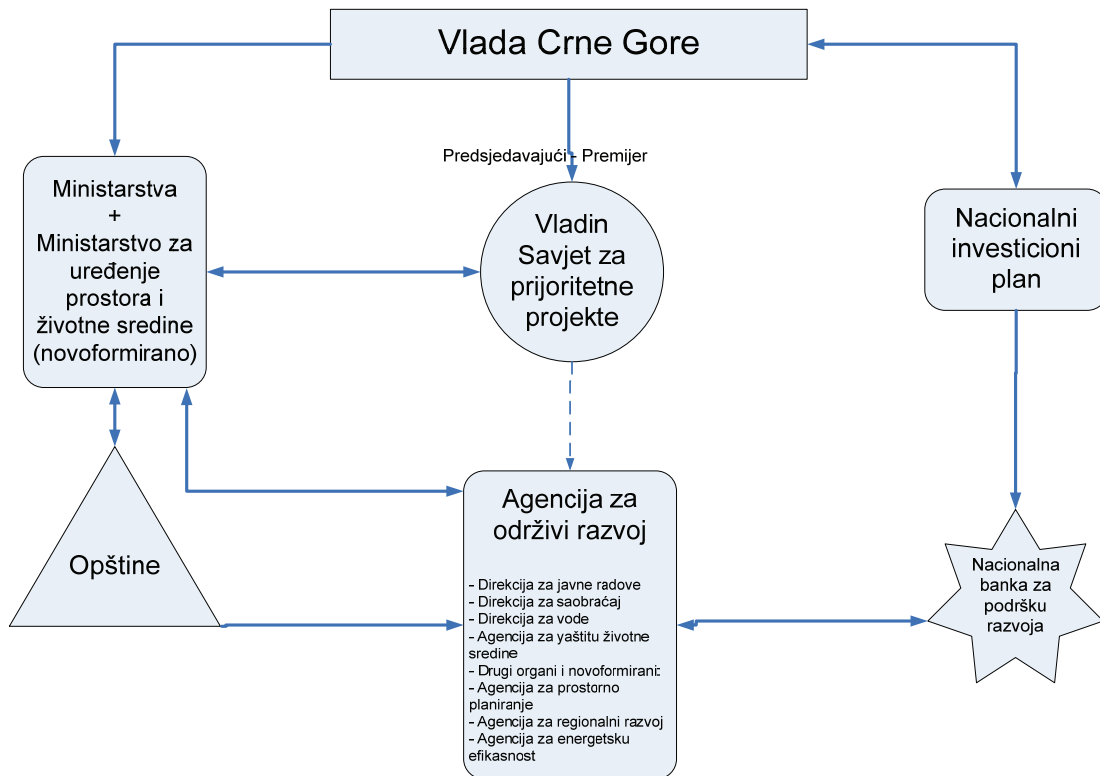 Vlada Crne Gore
Predsjedavajući - Premijer
Ministarstva
+
Ministarstvo za
uređenje
prostora i
životne sredine
(novoformirano)
Vladin
Savjet za
prijoritetne
projekte
Nacionalni
investicioni
plan
Opštine
Agencija za
održivi razvoj
- Direkcija za javne radove
- Direkcija za saobraćaj
- Direkcija za vode
- Agencija za yaštitu životne
sredine
- Drugi organi i novoformirani:
- Agencija za prostorno
planiranje
- Agencija za regionalni razvoj
- Agencija za energetsku
efikasnost
Nacionalna
banka za
podršku
razvoja